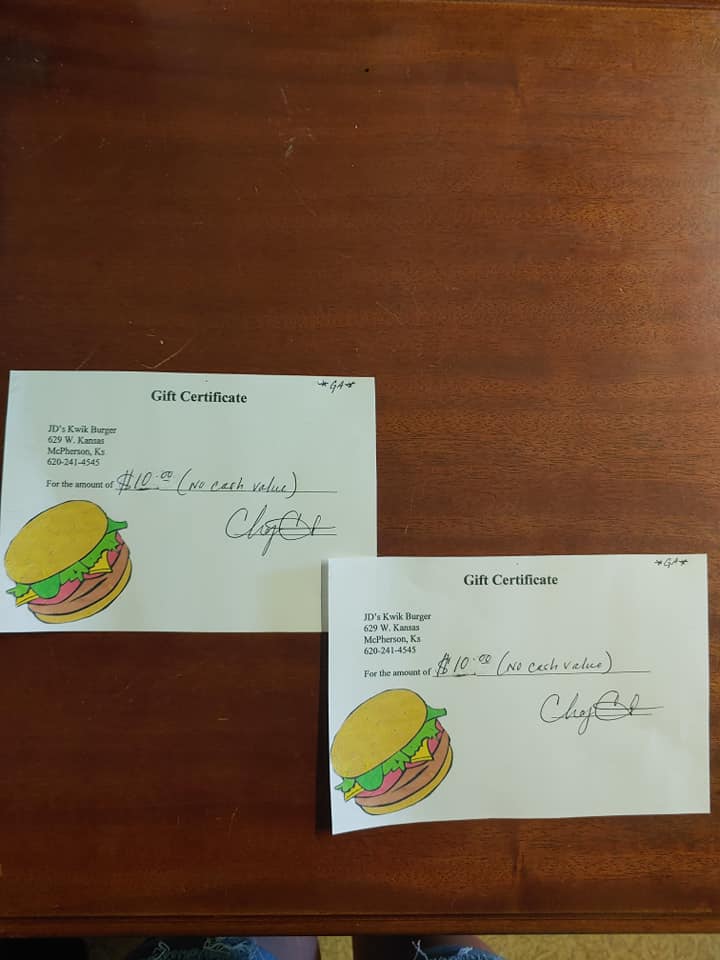 *GA*
Gift Certificate
JD's Kwik Burger
629 W. Kansas
McPherson, Ks
620-241-4545
For the amount of $10.00 (No cash value)
*GA*
Gift Certificate
JD's Kwik Burger
629 W. Kansas
McPherson, Ks
620-241-4545
For the amount of $10.00 (No cash value)